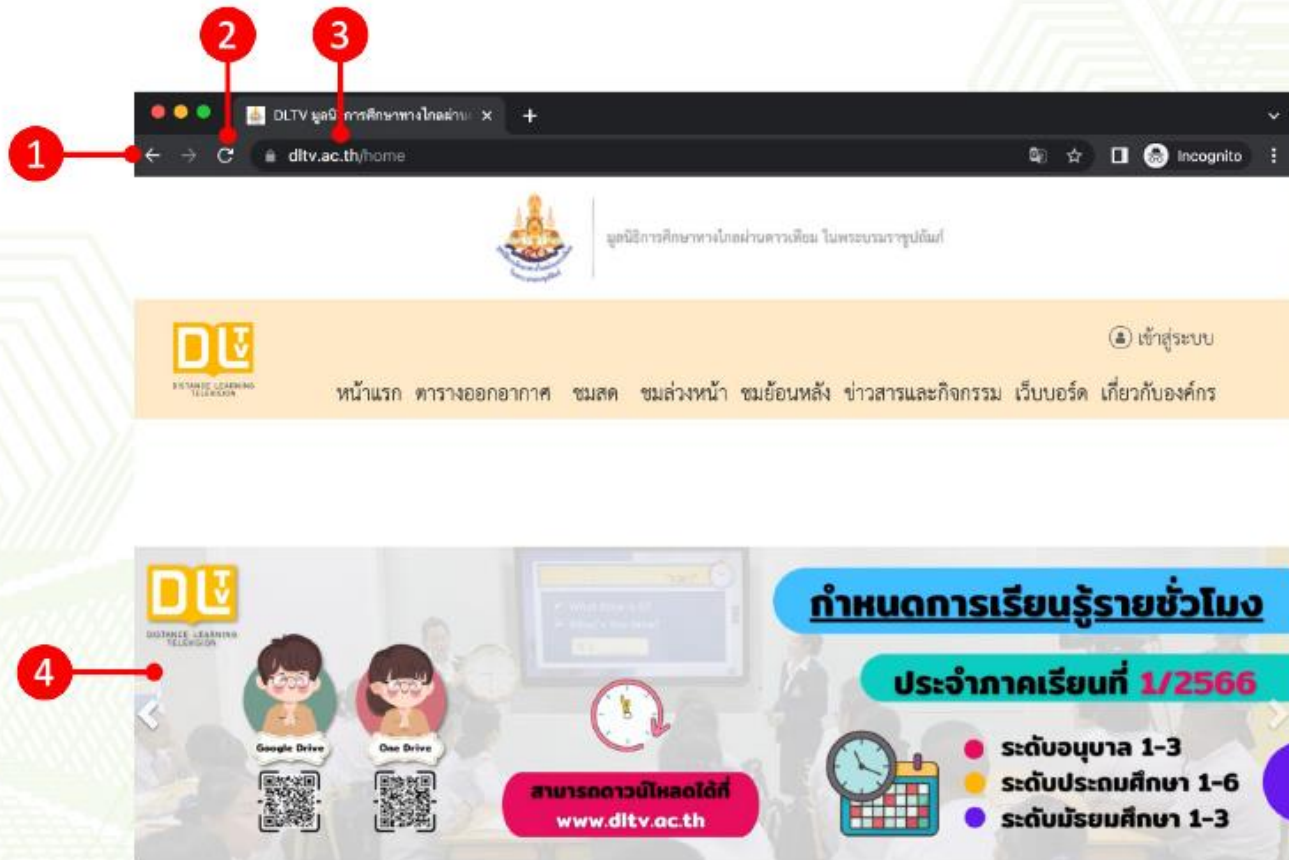 2 3
DLTV มูลนิธิการศึกษาทางไกลผ่าน
1
dltv.ac.th/home
Incognito
มูลนิธิการศึกษาทางไกลผ่านดาวเทียม ในพระบรมราชูปถัมภ์
DLTV
DISTANCE LEARNING
TELEVISION
เข้าสู่ระบบ
หน้าแรก ตารางออกอากาศ ชมสด ชมล่วงหน้า ชมย้อนหลัง ข่าวสารและกิจกรรม เว็บบอร์ด เกี่ยวกับองค์กร
DLTV
DISTANCE LEARNING
TELEVISION
กำหนดการเรียนรู้รายชั่วโมง
4
ประจำภาคเรียนที่ 1/2566
Google Drive
One Drive
สามารถดาวน์โหลดได้ที่
www.dltv.ac.th
ระดับอนุบาล 1-3
ระดับประถมศึกษา 1-6
ระดับมัธยมศึกษา 1-3